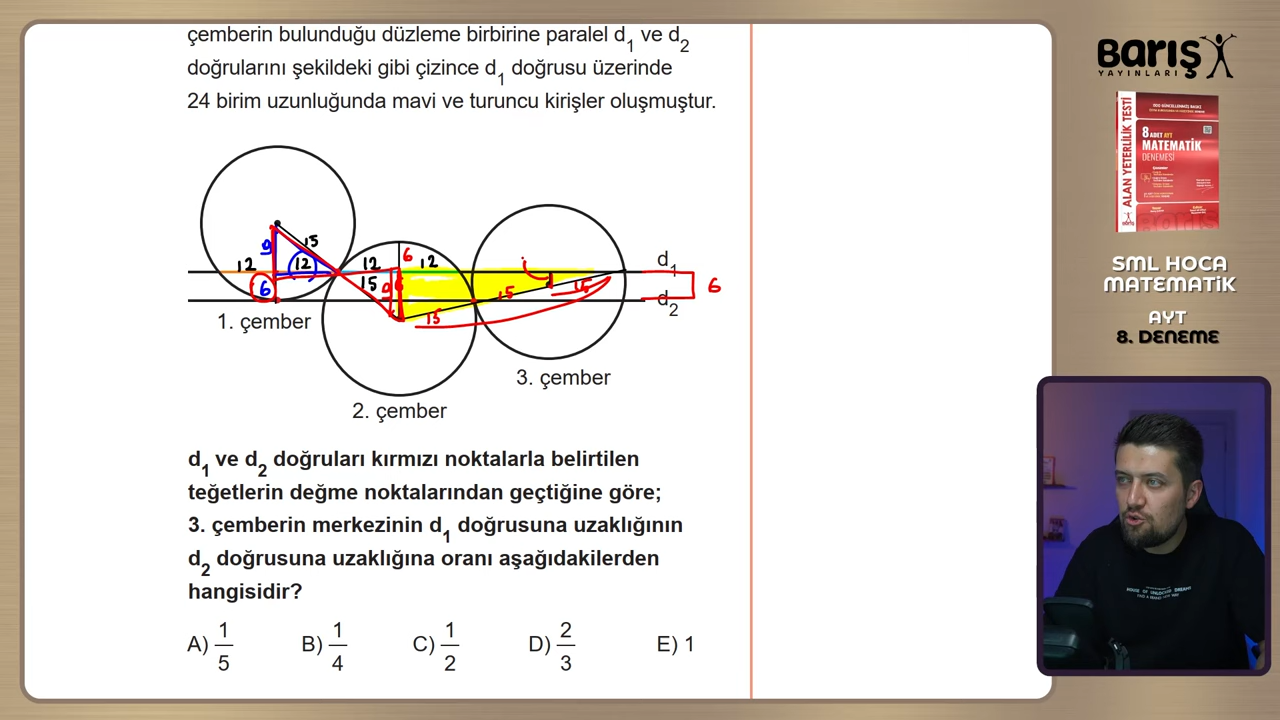 çemberin bulunduğu düzleme birbirine paralel d1 ve d2
doğrularını şekildeki gibi çizince d1 doğrusu üzerinde
24 birim uzunluğunda mavi ve turuncu kirişler oluşmuştur.
9
15
12
12
6
12
6
12
15
9
6
15
15
15
d1
d2
6
1. çember
2. çember
3. çember
d1 ve d2 doğruları kırmızı noktalarla belirtilen
teğetlerin değme noktalarından geçtiğine göre;
3. çemberin merkezinin d1 doğrusuna uzaklığının
d2 doğrusuna uzaklığına oranı aşağıdakilerden
hangisidir?
A) 1/5 B) 1/4 C) 1/2 D) 2/3 E) 1
BARIŞ
YAYINLARI
ALAN YETERLİLİK TESTİ
8 ADET AYT
MATEMATİK
DENEMESİ
SML HOCA
MATEMATİK
AYT
8. DENEME